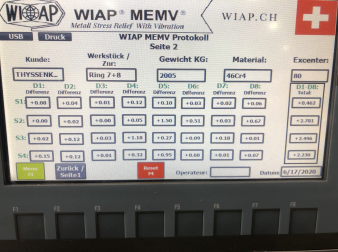 WIAP® WIAP® MEMV® WIAP.CH
Metall Stress Relief With Vibration
USB Druck WIAP MEMV Protokoll
Seite 2
Kunde: Werkstück / Znr: Gewicht KG: Material: Excenter:
THYSSENK.. Ring 7+8 2005 46Cr4 80
D1: D2: D3: D4: D5: D6: D7: D8: D1-D8:
Differenz Differenz Differenz Differenz Differenz Differenz Differenz Differenz Total:
S1: +0.08 +0.04 +0.01 +0.12 +0.10 +0.03 +0.02 +0.06 +0.462
S2: +0.00 +0.02 +0.00 +0.05 +1.50 +0.51 +0.03 +0.67 +2.781
S3: +0.02 +0.12 +0.03 +1.18 +0.27 +0.09 +0.10 +0.01
S4: +0.15 +0.12 +0.01 +0.32 +0.95 +0.60 +0.01 +0.07 +2.234
Menu F1 Zurück / Seite1 Reset F4 Operateur: Datum: 6/17/2020
F1 F2 F3 F4 F5 F6 F7 F8